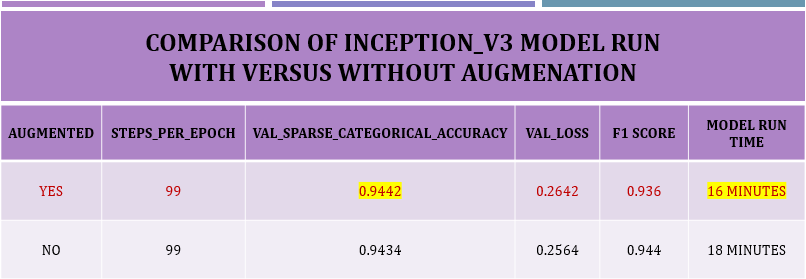 COMPARISON OF INCEPTION_V3 MODEL RUN
WITH VERSUS WITHOUT AUGMENATION
AUGMENTED STEPS_PER_EPOCH VAL_SPARSE_CATEGORICAL_ACCURACY VAL_LOSS F1 SCORE MODEL RUN TIME
YES 99 0.9442 0.2642 0.936 16 MINUTES
NO 99 0.9434 0.2564 0.944 18 MINUTES